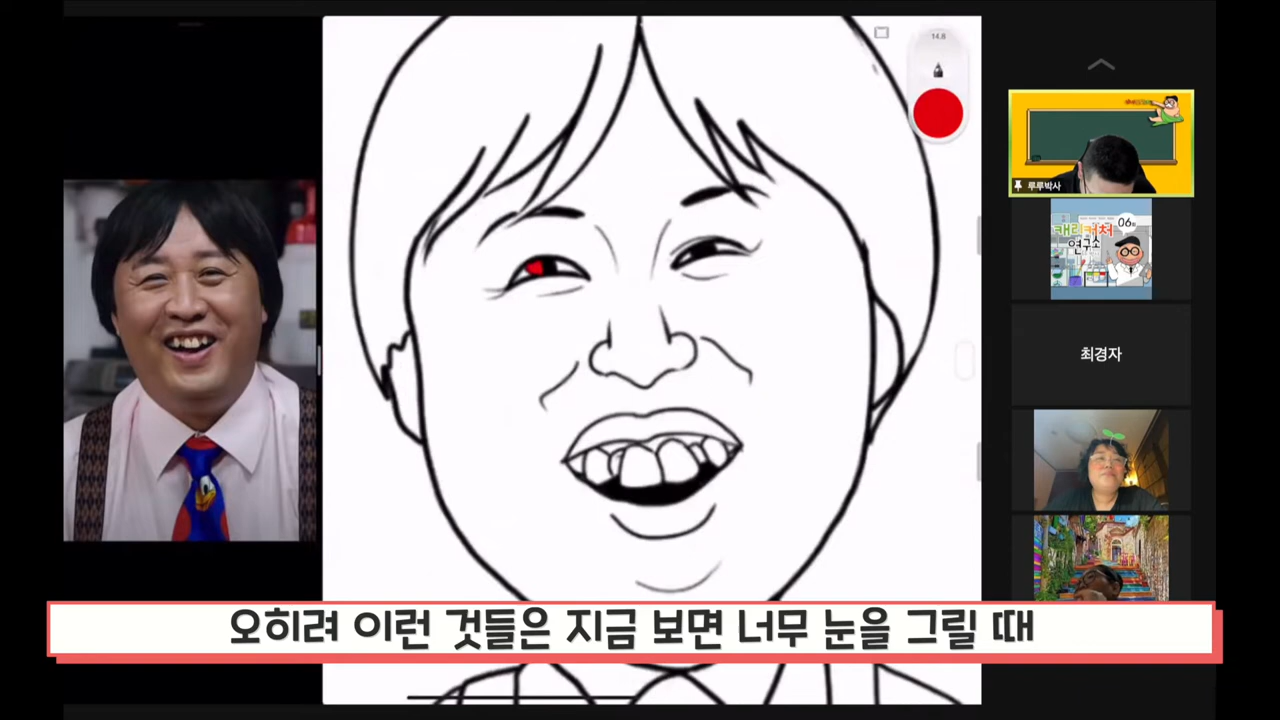 14.8
루루박사
06
캐리커처
연구소
최경자
오히려 이런 것들은 지금 보면 너무 눈을 그릴 때